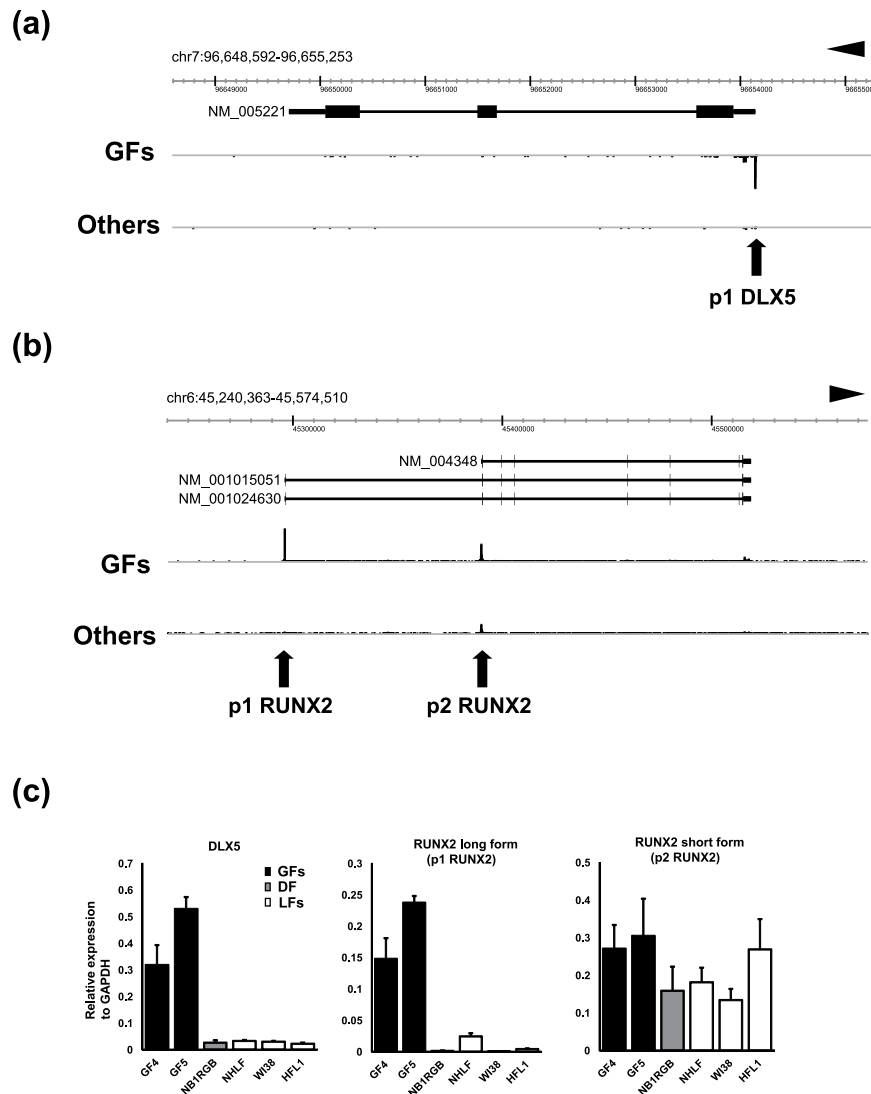 (a)
chr7:96,648,592-96,655,253
96649000 96650000 96651000 96652000 96653000 96654000 966550
NM_005221
GFs
Others
p1 DLX5
(b)
chr6:45,240,363-45,574,510
45300000 45400000 45500000
NM_004348
NM_001015051
NM_001024630
GFs
Others
p1 RUNX2 p2 RUNX2
(c)
DLX5
Relative expression
to GAPDH
0.7
0.6
0.5
0.4
0.3
0.2
0.1
0
GFs
DF
LFs
GF4 GF5 NB1RGB NHLF WI38 HFL1
RUNX2 long form
(p1 RUNX2)
0.3
0.25
0.2
0.15
0.1
0.05
0
GF4 GF5 NB1RGB NHLF WI38 HFL1
RUNX2 short form
(p2 RUNX2)
0.5
0.4
0.3
0.2
0.1
0
GF4 GF5 NB1RGB NHLF WI38 HFL1